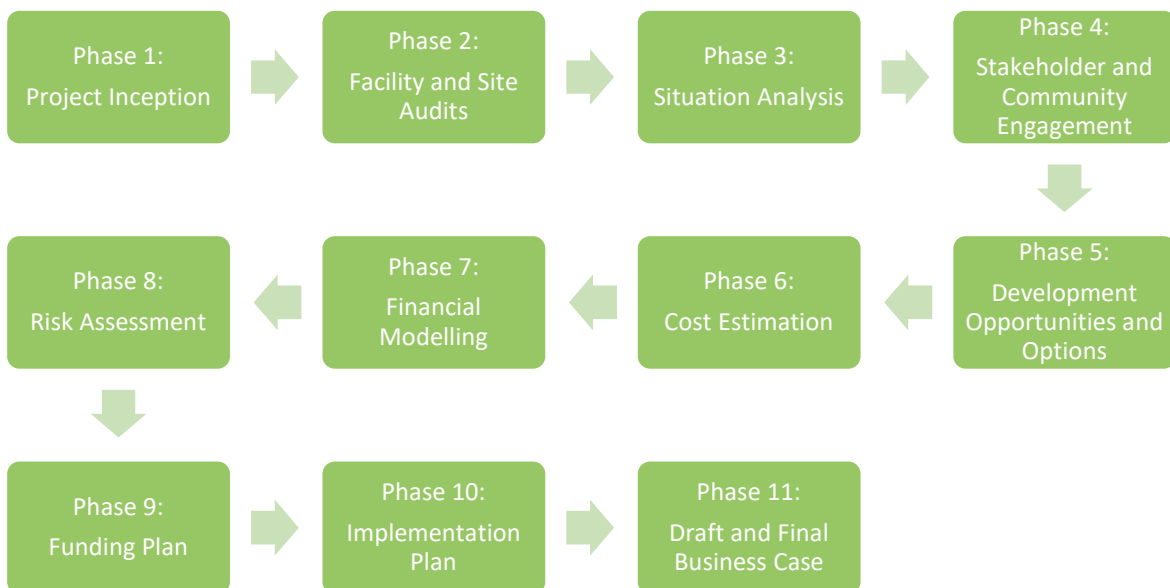 Phase 1:
Project Inception
Phase 2:
Facility and Site
Audits
Phase 3:
Situation Analysis
Phase 4:
Stakeholder and
Community
Engagement
Phase 5:
Development
Opportunities and
Options
Phase 6:
Cost Estimation
Phase 7:
Financial
Modelling
Phase 8:
Risk Assessment
Phase 9:
Funding Plan
Phase 10:
Implementation
Plan
Phase 11:
Draft and Final
Business Case